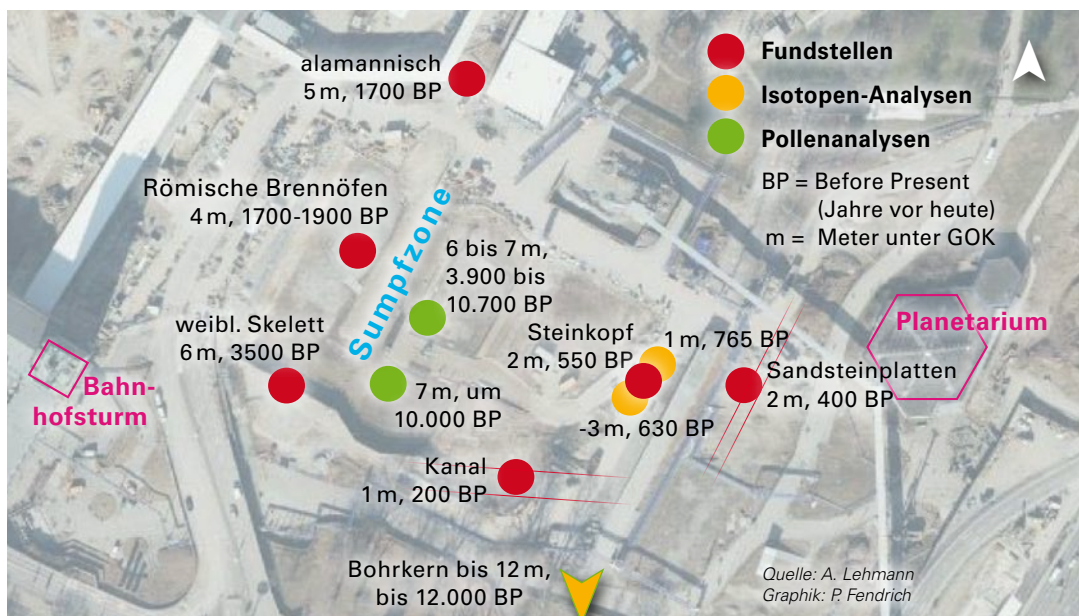 alamannisch
5 m, 1700 BP
Fundstellen
Isotopen-Analysen
Pollenanalysen
BP = Before Present
(Jahre vor heute)
m = Meter unter GOK
Römische Brennöfen
4 m, 1700-1900 BP
Sumpfzone
6 bis 7 m,
3.900 bis
10.700 BP
weibl. Skelett
6 m, 3500 BP
Bahn-
hofsturm
7 m, um
10.000 BP
Steinkopf
2 m, 550 BP
1 m, 765 BP
-3 m, 630 BP
Planetarium
Sandsteinplatten
2 m, 400 BP
Kanal
1 m, 200 BP
Bohrkern bis 12 m,
bis 12.000 BP
Quelle: A. Lehmann
Graphik: P. Fendrich